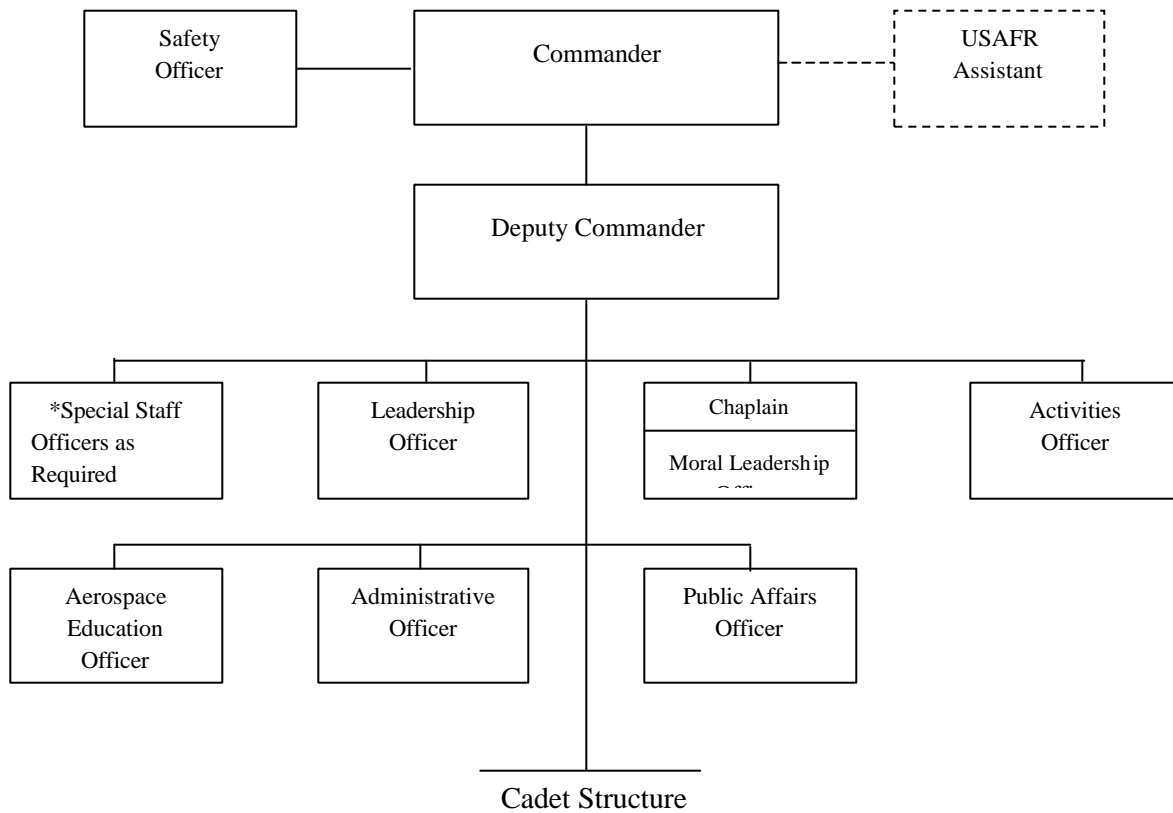 Safety
Officer
Commander
USAFR
Assistant
Deputy Commander
*Special Staff
Officers as
Required
Leadership
Officer
Chaplain
Moral Leadership
Activities
Officer
Aerospace
Education
Officer
Administrative
Officer
Public Affairs
Officer
Cadet Structure